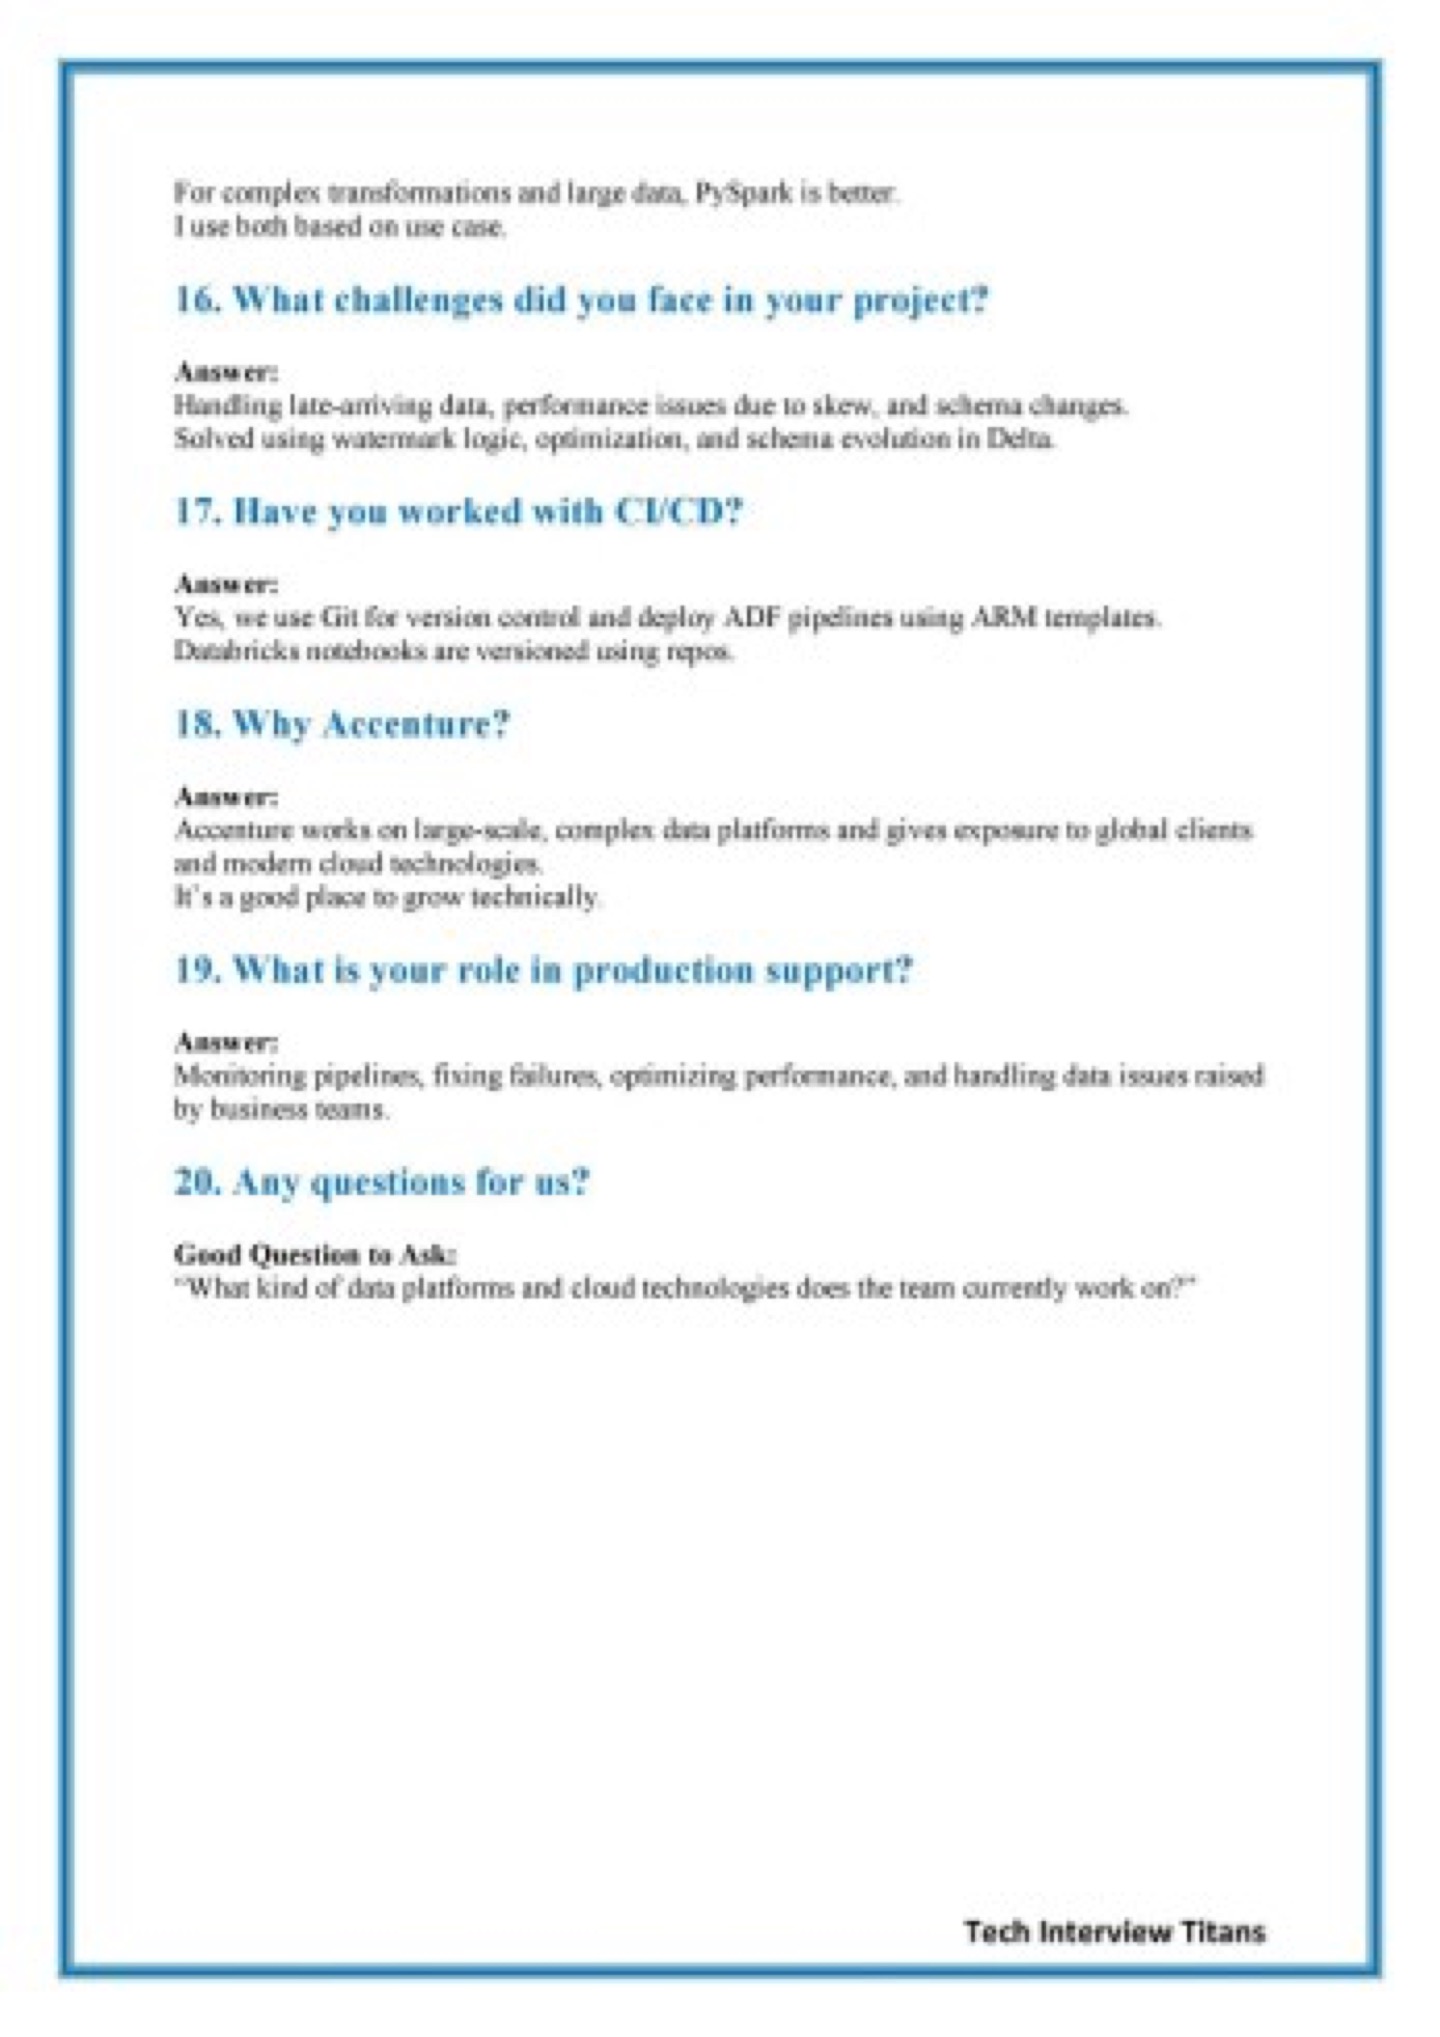 For complex transformations and large data, PySpark is better.
I use both based on use case.
16. What challenges did you face in your project?
Answer:
Handling late-arriving data, performance issues due to skew, and schema changes.
Solved using watermark logic, optimization, and schema evolution in Delta.
17. Have you worked with CI/CD?
Answer:
Yes, we use Git for version control and deploy ADF pipelines using ARM templates.
Databricks notebooks are versioned using repos.
18. Why Accenture?
Answer:
Accenture works on large-scale, complex data platforms and gives exposure to global clients
and modern cloud technologies.
It's a good place to grow technically.
19. What is your role in production support?
Answer:
Monitoring pipelines, fixing failures, optimizing performance, and handling data issues raised
by business teams.
20. Any questions for us?
Good Question to Ask:
"What kind of data platforms and cloud technologies does the team currently work on?"
Tech Interview Titans